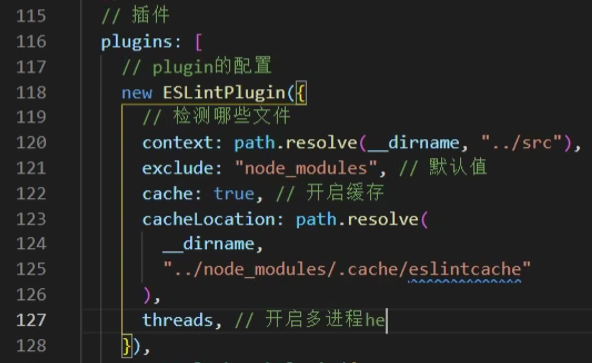 115 // 插件
116 plugins: [
117 // plugin的配置
118 new ESLintPlugin({
119 // 检测哪些文件
120 context: path.resolve(__dirname, "../src"),
121 exclude: "node_modules", // 默认值
122 cache: true, // 开启缓存
123 cacheLocation: path.resolve(
124 __dirname,
125 "../node_modules/.cache/eslintcache"
126 ),
127 threads, // 开启多进程he
128 }),